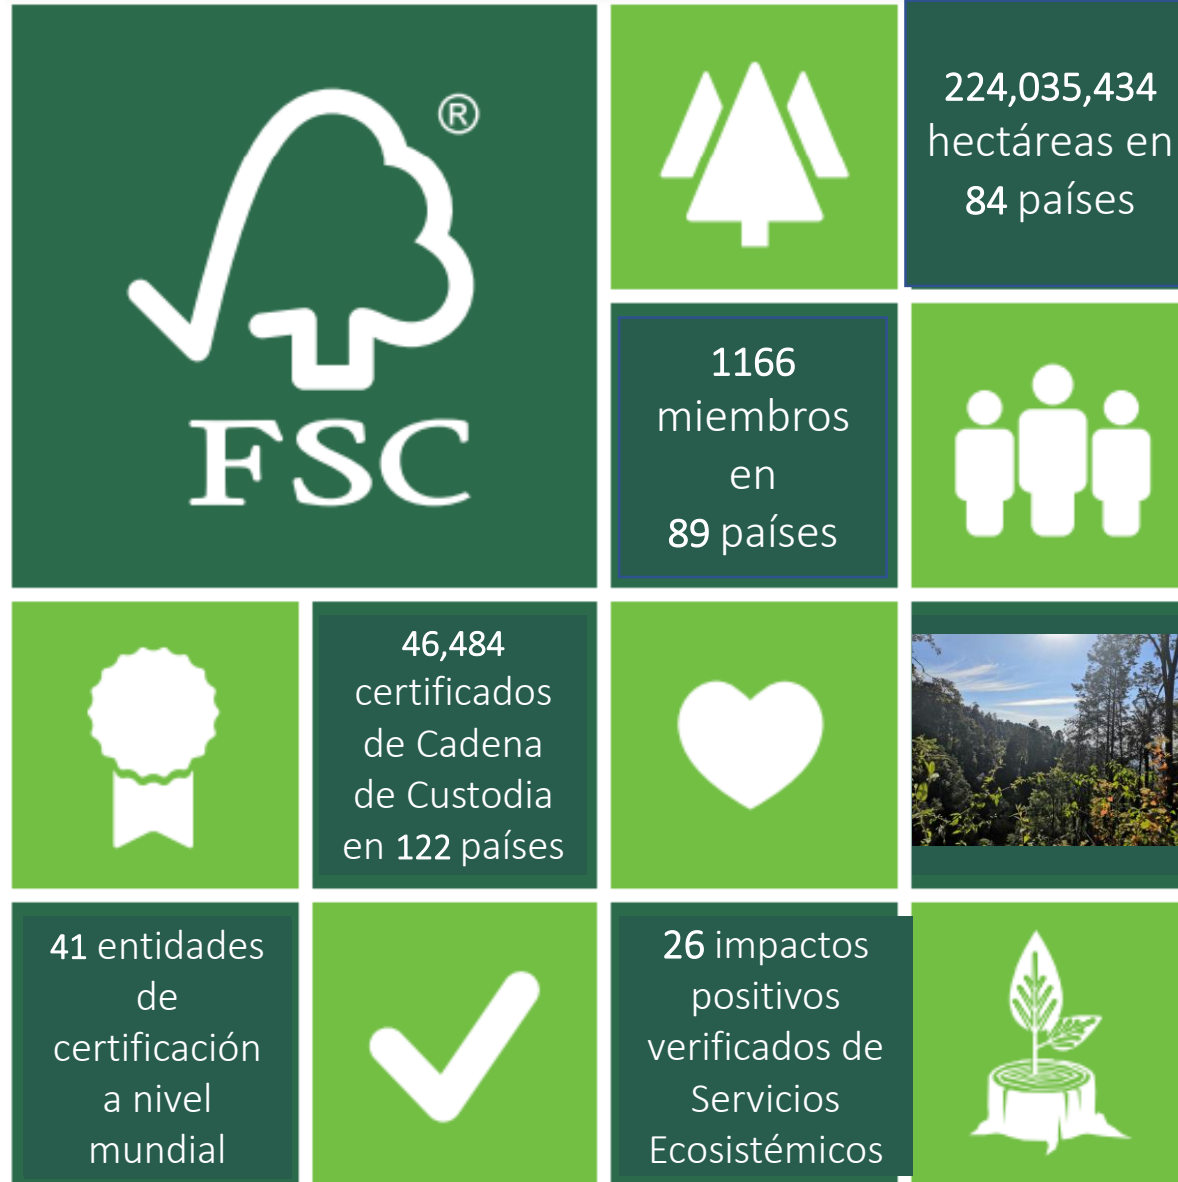 ®
FSC
224,035,434
hectáreas en
84 países
1166
miembros
en
89 países
46,484
certificados
de Cadena
de Custodia
en 122 países
41 entidades
de
certificación
a nivel
mundial
26 impactos
positivos
verificados de
Servicios
Ecosistémicos